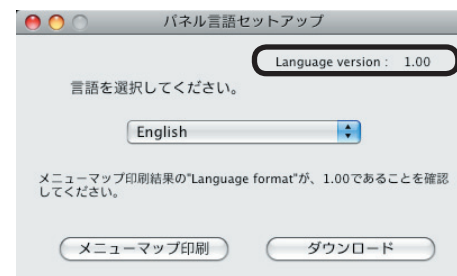 パネル言語セットアップ
Language version : 1.00
言語を選択してください。
English
メニューマップ印刷結果の"Language format"が、1.00であることを確認
してください。
メニューマップ印刷 ダウンロード